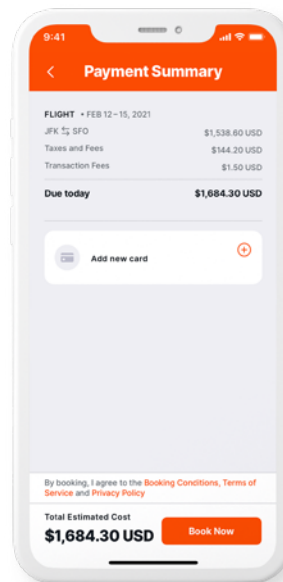 9:41
Payment Summary
FLIGHT • FEB 12–15, 2021
JFK ⇆ SFO $1,538.60 USD
Taxes and Fees $144.20 USD
Transaction Fees $1.50 USD
Due today $1,684.30 USD
Add new card
By booking, I agree to the Booking Conditions, Terms of
Service and Privacy Policy
Total Estimated Cost
$1,684.30 USD
Book Now